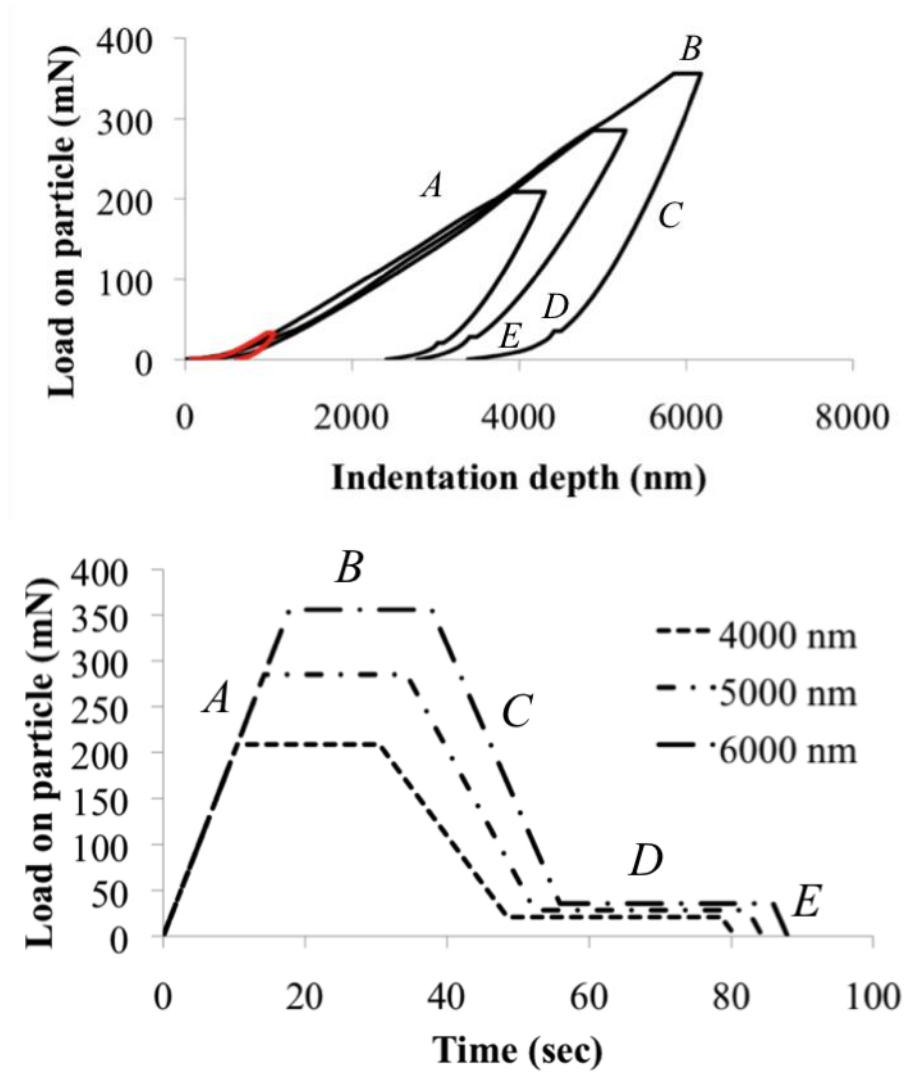 Load on particle (mN)
400
300
200
100
0
A
B
C
D
E
0 2000 4000 6000 8000
Indentation depth (nm)
Load on particle (mN)
400
350
300
250
200
150
100
50
0
A
B
C
D
E
4000 nm
5000 nm
6000 nm
0 20 40 60 80 100
Time (sec)